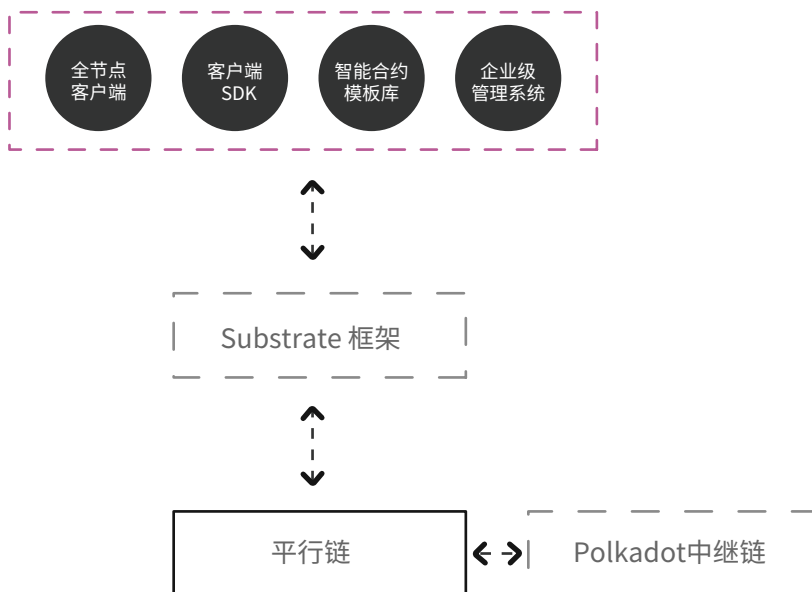 全节点
客户端
客户端
SDK
智能合约
模板库
企业级
管理系统
Substrate 框架
平行链
Polkadot中继链